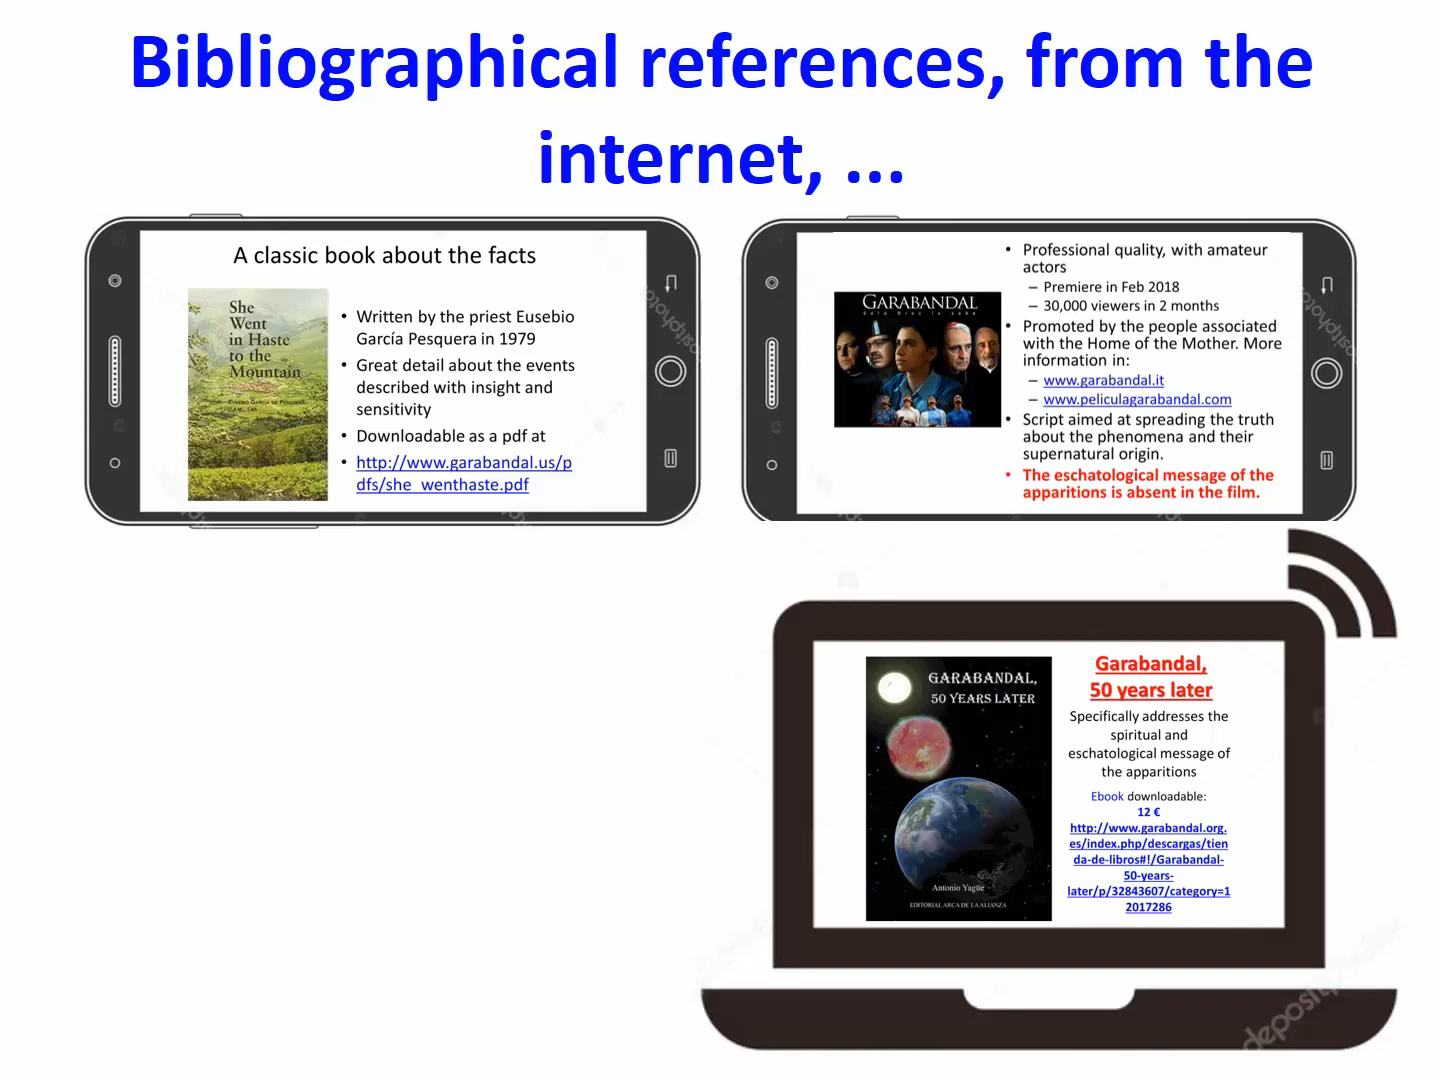 Bibliographical references, from the
internet, ...
A classic book about the facts
She
Went
in Haste
to the
Mountain
• Written by the priest Eusebio
García Pesquera in 1979
• Great detail about the events
described with insight and
sensitivity
• Downloadable as a pdf at
• http://www.garabandal.us/p
dfs/she_wenthaste.pdf
GARABANDAL
Sólo Dios lo sabe
• Professional quality, with amateur
actors
– Premiere in Feb 2018
– 30,000 viewers in 2 months
• Promoted by the people associated
with the Home of the Mother. More
information in:
– www.garabandal.it
– www.peliculagarabandal.com
• Script aimed at spreading the truth
about the phenomena and their
supernatural origin.
• The eschatological message of the
apparitions is absent in the film.
GARABANDAL,
50 YEARS LATER
Antonio Yagüe
EDITORIAL ARCA DE LA ALIANZA
Garabandal,
50 years later
Specifically addresses the
spiritual and
eschatological message of
the apparitions
Ebook downloadable:
12 €
http://www.garabandal.org.
es/index.php/descargas/tien
da-de-libros#!/Garabandal-
50-years-
later/p/32843607/category=1
2017286
depositphotos